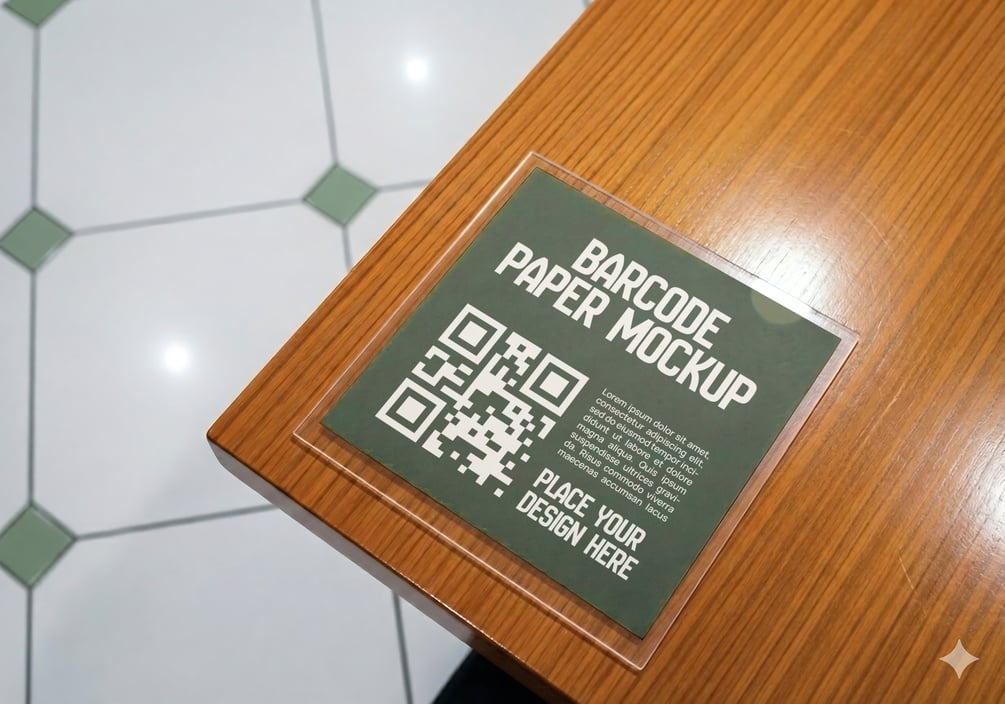 BARCODE
PAPER MOCKUP
Lorem ipsum dolor sit amet,
consectetur adipiscing elit,
sed do eiusmod tempor inci-
didunt ut labore et dolore
magna aliqua. Quis ipsum
suspendisse ultrices gravi-
da. Risus commodo viverra
maecenas accumsan lacus
PLACE YOUR
DESIGN HERE